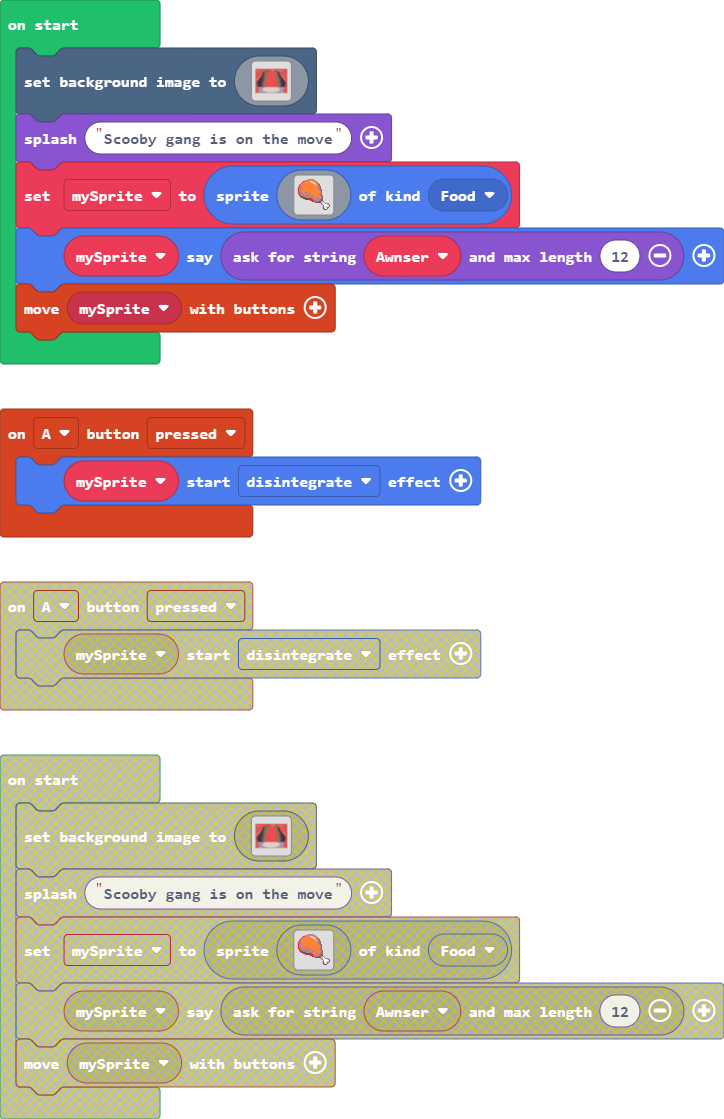 on start
set background image to
splash "Scooby gang is on the move"
set mySprite to sprite of kind Food
mySprite say ask for string Awnser and max length 12
move mySprite with buttons
on A button pressed
mySprite start disintegrate effect
on A button pressed
mySprite start disintegrate effect
on start
set background image to
splash "Scooby gang is on the move"
set mySprite to sprite of kind Food
mySprite say ask for string Awnser and max length 12
move mySprite with buttons